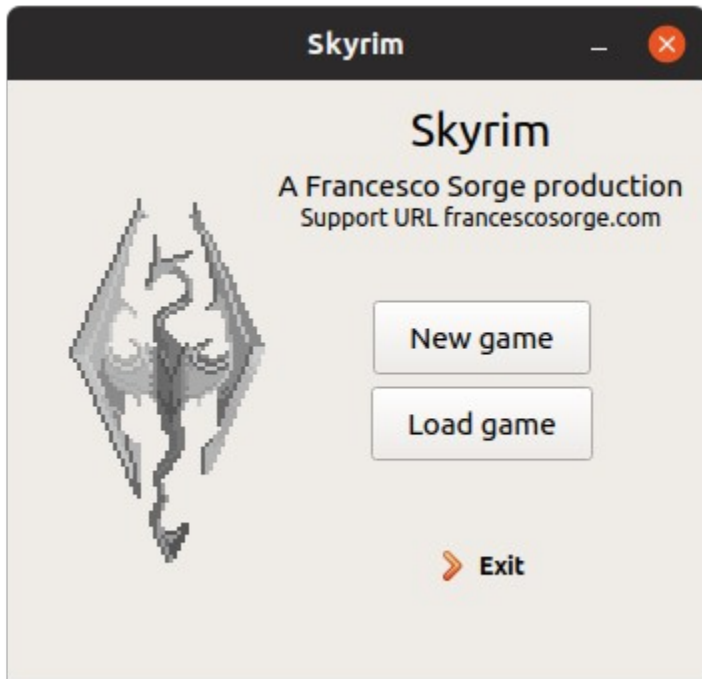 Skyrim
Skyrim
A Francesco Sorge production
Support URL francescosorge.com
New game
Load game
Exit